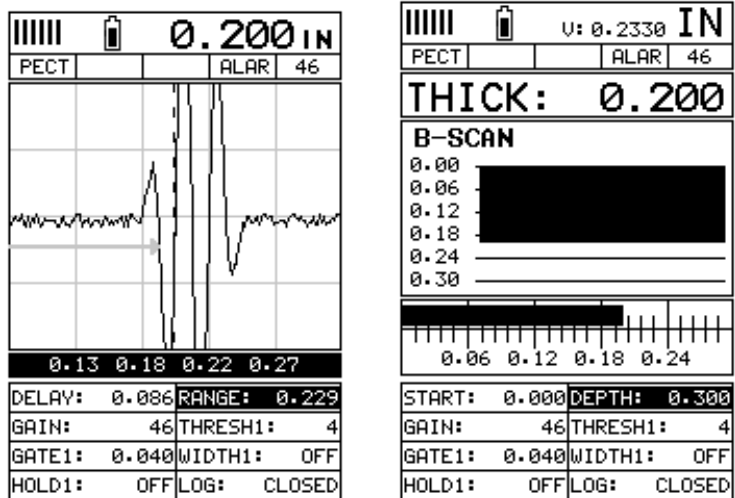 0.200 IN
PECT ALAR 46
0.13 0.18 0.22 0.27
DELAY: 0.086 RANGE: 0.229
GAIN: 46 THRESH1: 4
GATE1: 0.040 WIDTH1: OFF
HOLD1: OFF LOG: CLOSED
V: 0.2330 IN
PECT ALAR 46
THICK: 0.200
B-SCAN
0.00
0.06
0.12
0.18
0.24
0.30
0.06 0.12 0.18 0.24
START: 0.000 DEPTH: 0.300
GAIN: 46 THRESH1: 4
GATE1: 0.040 WIDTH1: OFF
HOLD1: OFF LOG: CLOSED